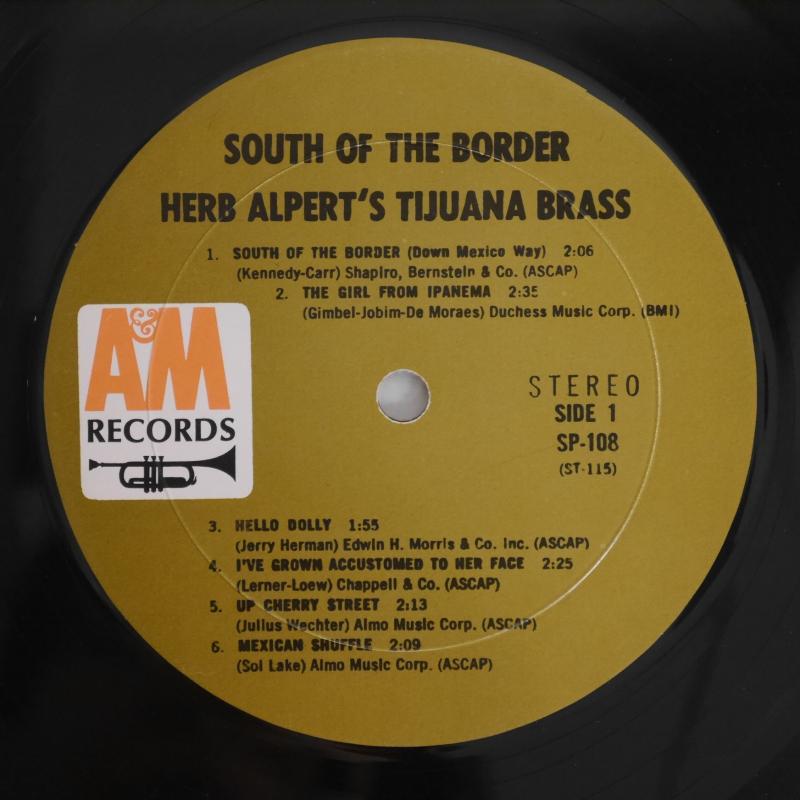 SOUTH OF THE BORDER
HERB ALPERT'S TIJUANA BRASS
1. SOUTH OF THE BORDER (Down Mexico Way) 2:06
(Kennedy-Carr) Shapiro, Bernstein & Co. (ASCAP)
2. THE GIRL FROM IPANEMA 2:35
(Gimbel-Jobim-De Moraes) Duchess Music Corp. (BMI)
A&M
RECORDS
STEREO
SIDE 1
SP-108
(ST-115)
3. HELLO DOLLY 1:55
(Jerry Herman) Edwin H. Morris & Co. Inc. (ASCAP)
4. I'VE GROWN ACCUSTOMED TO HER FACE 2:25
(Lerner-Loew) Chappell & Co. (ASCAP)
5. UP CHERRY STREET 2:13
(Julius Wechter) Almo Music Corp. (ASCAP)
6. MEXICAN SHUFFLE 2:09
(Sol Lake) Almo Music Corp. (ASCAP)